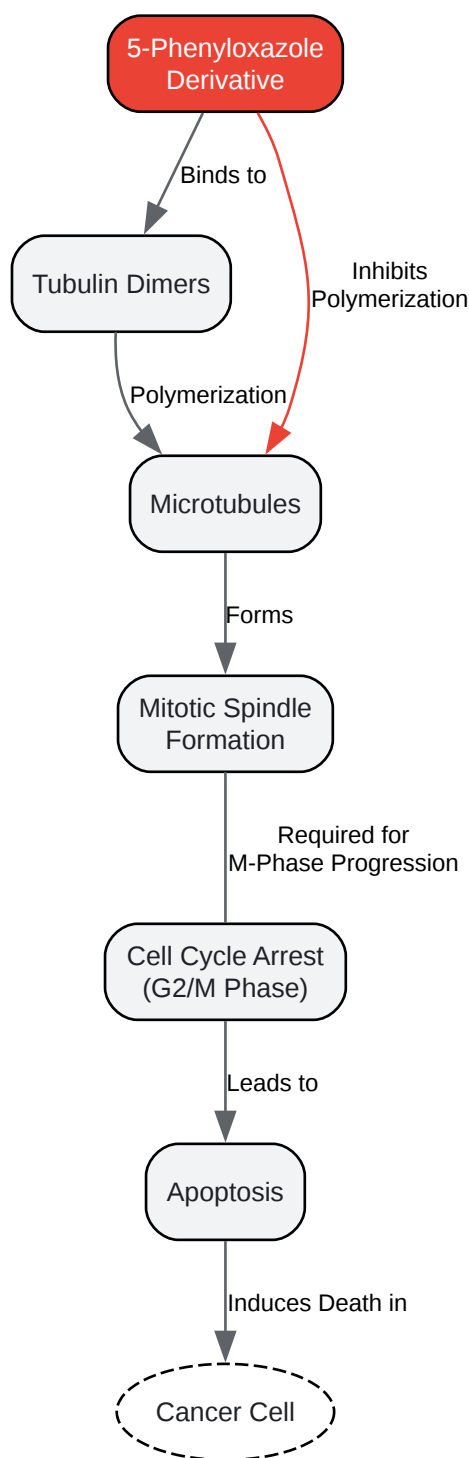 5-Phenyloxazole
Derivative
Binds to
Tubulin Dimers
Inhibits
Polymerization
Polymerization
Microtubules
Forms
Mitotic Spindle
Formation
Required for
M-Phase Progression
Cell Cycle Arrest
(G2/M Phase)
Leads to
Apoptosis
Induces Death in
Cancer Cell